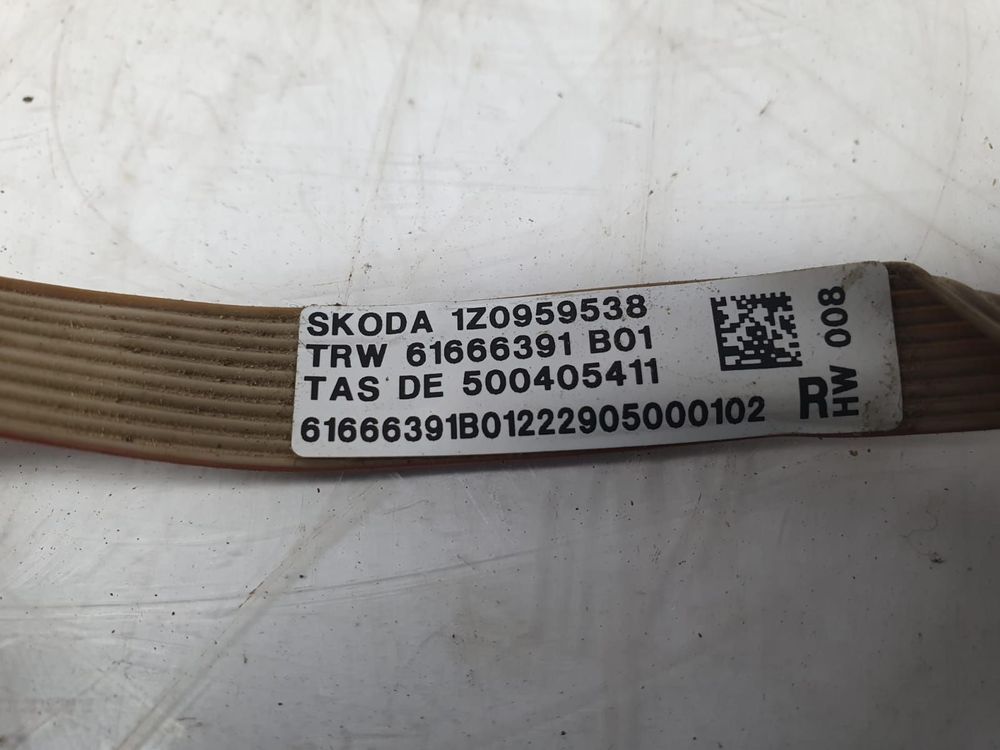 SKODA 1Z0959538
TRW 61666391 B01
TAS DE 500405411
61666391B01222905000102
R
HW 008